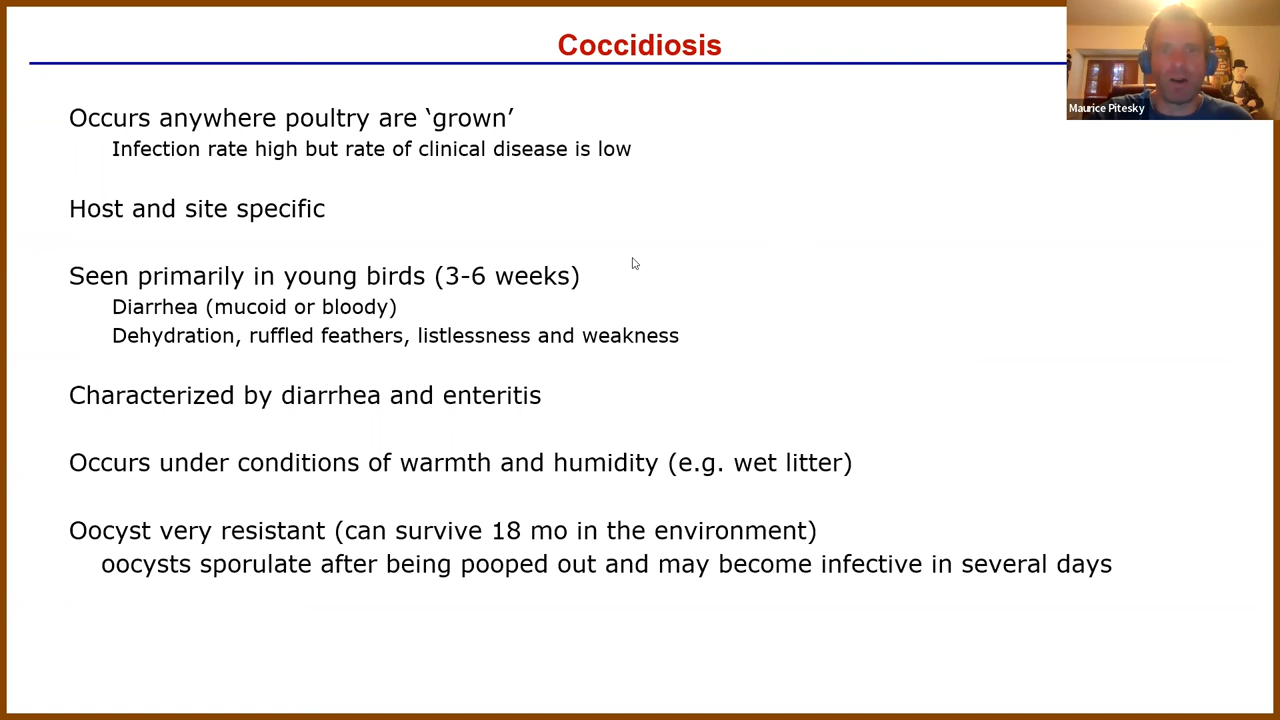 Coccidiosis
Maurice Pitesky
Occurs anywhere poultry are ‘grown’
Infection rate high but rate of clinical disease is low
Host and site specific
Seen primarily in young birds (3-6 weeks)
Diarrhea (mucoid or bloody)
Dehydration, ruffled feathers, listlessness and weakness
Characterized by diarrhea and enteritis
Occurs under conditions of warmth and humidity (e.g. wet litter)
Oocyst very resistant (can survive 18 mo in the environment)
oocysts sporulate after being pooped out and may become infective in several days